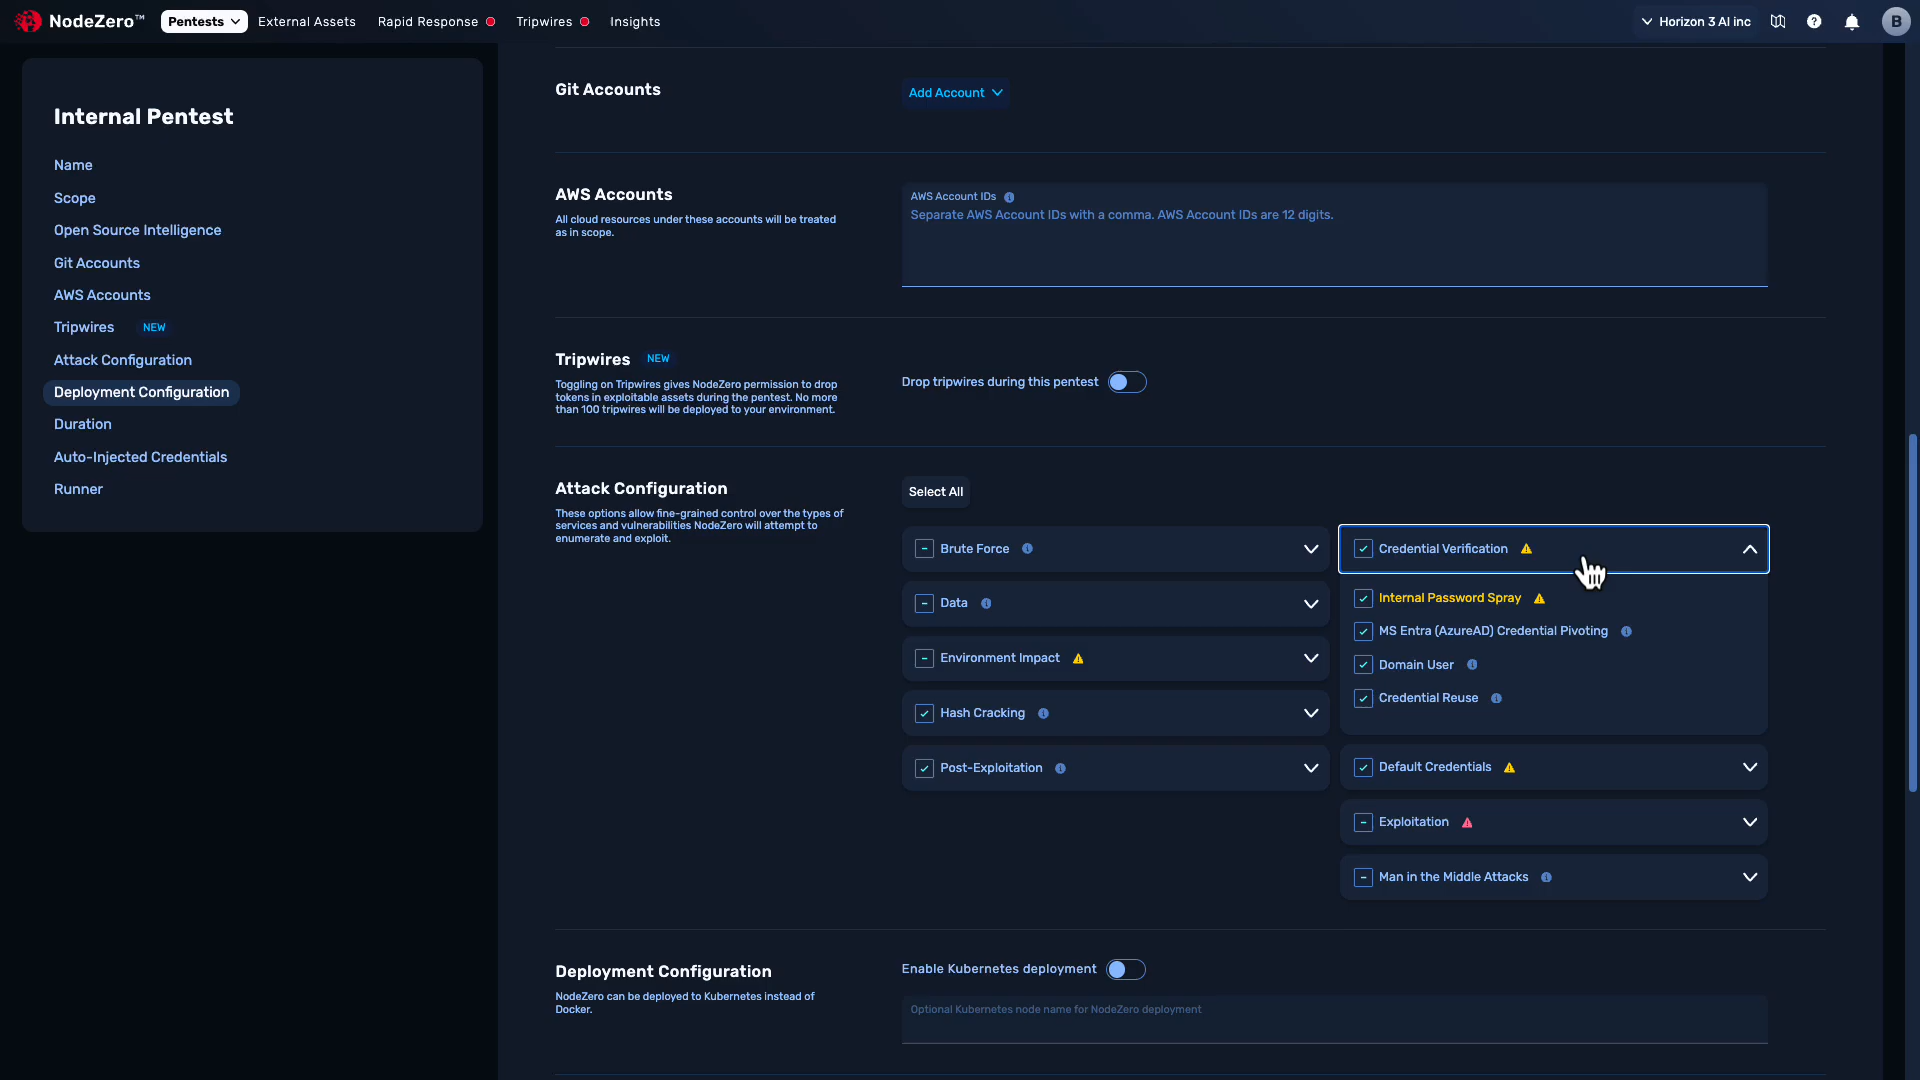 NodeZero™
Pentests
External Assets
Rapid Response
Tripwires
Insights
Horizon 3 AI inc
B
Internal Pentest
Name
Scope
Open Source Intelligence
Git Accounts
AWS Accounts
Tripwires NEW
Attack Configuration
Deployment Configuration
Duration
Auto-Injected Credentials
Runner
Git Accounts
Add Account
AWS Accounts
All cloud resources under these accounts will be treated
as in scope.
AWS Account IDs
Separate AWS Account IDs with a comma. AWS Account IDs are 12 digits.
Tripwires NEW
Toggling on Tripwires gives NodeZero permission to drop
tokens in exploitable assets during the pentest. No more
than 100 tripwires will be deployed to your environment.
Drop tripwires during this pentest
Attack Configuration
These options allow fine-grained control over the types of
services and vulnerabilities NodeZero will attempt to
enumerate and exploit.
Select All
Brute Force
Data
Environment Impact
Hash Cracking
Post-Exploitation
Credential Verification
Internal Password Spray
MS Entra (AzureAD) Credential Pivoting
Domain User
Credential Reuse
Default Credentials
Exploitation
Man in the Middle Attacks
Deployment Configuration
NodeZero can be deployed to Kubernetes instead of
Docker.
Enable Kubernetes deployment
Optional Kubernetes node name for NodeZero deployment